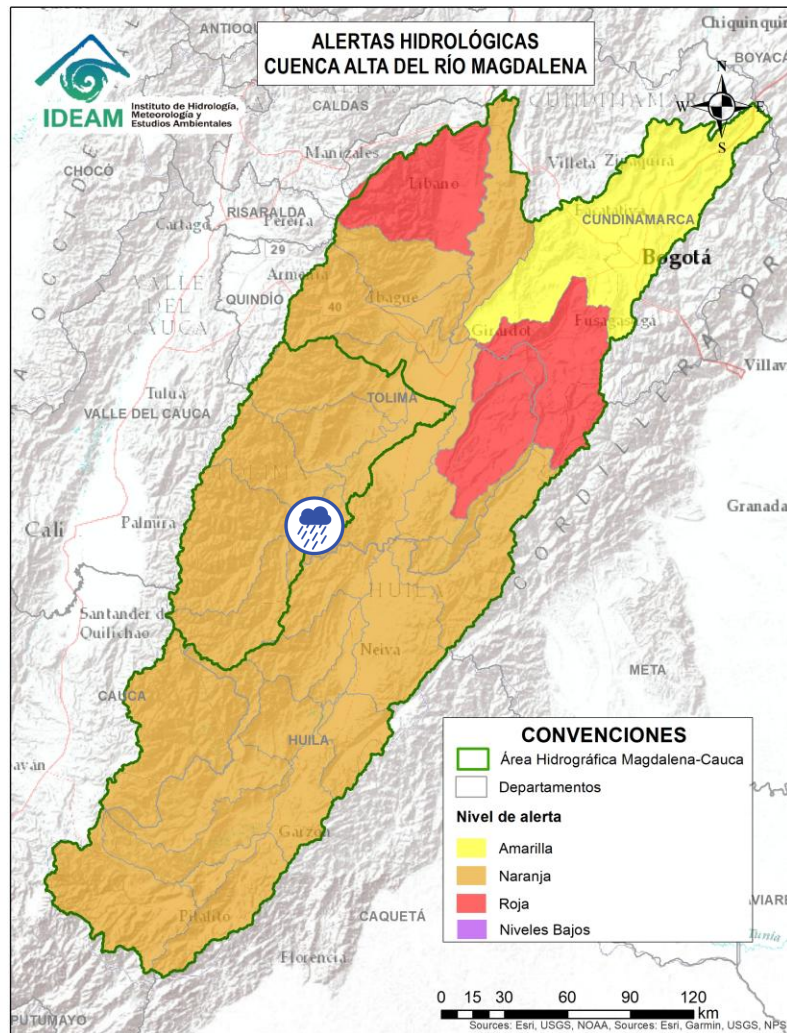 ALERTAS HIDROLÓGICAS
CUENCA ALTA DEL RÍO MAGDALENA
IDEAM
Instituto de Hidrología,
Meteorología y
Estudios Ambientales
Chiquinquir
BOYACÁ
N
W
E
S
CALDAS
Manizales
Líbano
Villeta
CHOCÓ
RISARALDA
Pereira
Cartago
CUNDINAMARCA
Bogotá
29
Armenia
QUINDÍO
40
Ibagué
Girardot
Fusagasugá
VALLE
DEL
CAUCA
Villav
Tuluá
VALLE DEL CAUCA
TOLIMA
CORDILLERA
Granada
Cali
Palmira
HUILA
Santander d
Quilichao
Neiva
META
CAUCA
HUILA
ayán
Garzón
Pitalito
CAQUETÁ
Florencia
PUTUMAYO
VIARE
CONVENCIONES
Área Hidrográfica Magdalena-Cauca
Departamentos
Nivel de alerta
Amarilla
Naranja
Roja
Niveles Bajos
0 15 30 60 90 120
km
Sources: Esri, USGS, NOAA, Sources: Esri, Garmin, USGS, NPS